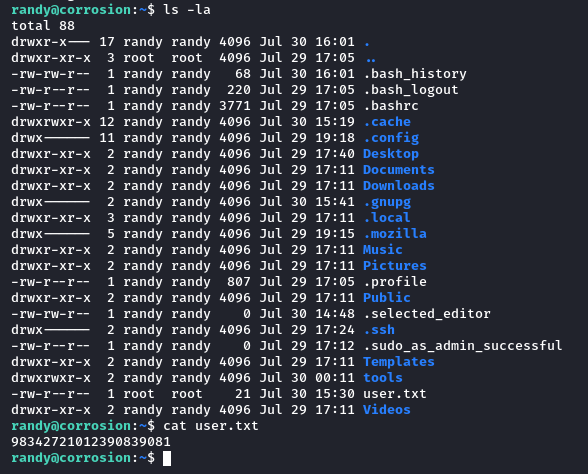 randy@corrosion:~$ ls -la
total 88
drwxr-x--- 17 randy randy 4096 Jul 30 16:01 .
drwxr-xr-x  3 root  root  4096 Jul 29 17:05 ..
-rw-rw-r--  1 randy randy   68 Jul 30 16:01 .bash_history
-rw-r--r--  1 randy randy  220 Jul 29 17:05 .bash_logout
-rw-r--r--  1 randy randy 3771 Jul 29 17:05 .bashrc
drwxrwxr-x 12 randy randy 4096 Jul 30 15:19 .cache
drwx------ 11 randy randy 4096 Jul 29 19:18 .config
drwxr-xr-x  2 randy randy 4096 Jul 29 17:40 Desktop
drwxr-xr-x  2 randy randy 4096 Jul 29 17:11 Documents
drwxr-xr-x  2 randy randy 4096 Jul 29 17:11 Downloads
drwx------  2 randy randy 4096 Jul 30 15:41 .gnupg
drwxr-xr-x  3 randy randy 4096 Jul 29 17:11 .local
drwx------  5 randy randy 4096 Jul 29 19:15 .mozilla
drwxr-xr-x  2 randy randy 4096 Jul 29 17:11 Music
drwxr-xr-x  2 randy randy 4096 Jul 29 17:11 Pictures
-rw-r--r--  1 randy randy  807 Jul 29 17:05 .profile
drwxr-xr-x  2 randy randy 4096 Jul 29 17:11 Public
-rw-rw-r--  1 randy randy    0 Jul 30 14:48 .selected_editor
drwx------  2 randy randy 4096 Jul 29 17:24 .ssh
-rw-r--r--  1 randy randy    0 Jul 29 17:12 .sudo_as_admin_successful
drwxr-xr-x  2 randy randy 4096 Jul 29 17:11 Templates
drwxrwxr-x  2 randy randy 4096 Jul 30 00:11 tools
-rw-r--r--  1 root  root    21 Jul 30 15:30 user.txt
drwxr-xr-x  2 randy randy 4096 Jul 29 17:11 Videos
randy@corrosion:~$ cat user.txt
98342721012390839081
randy@corrosion:~$